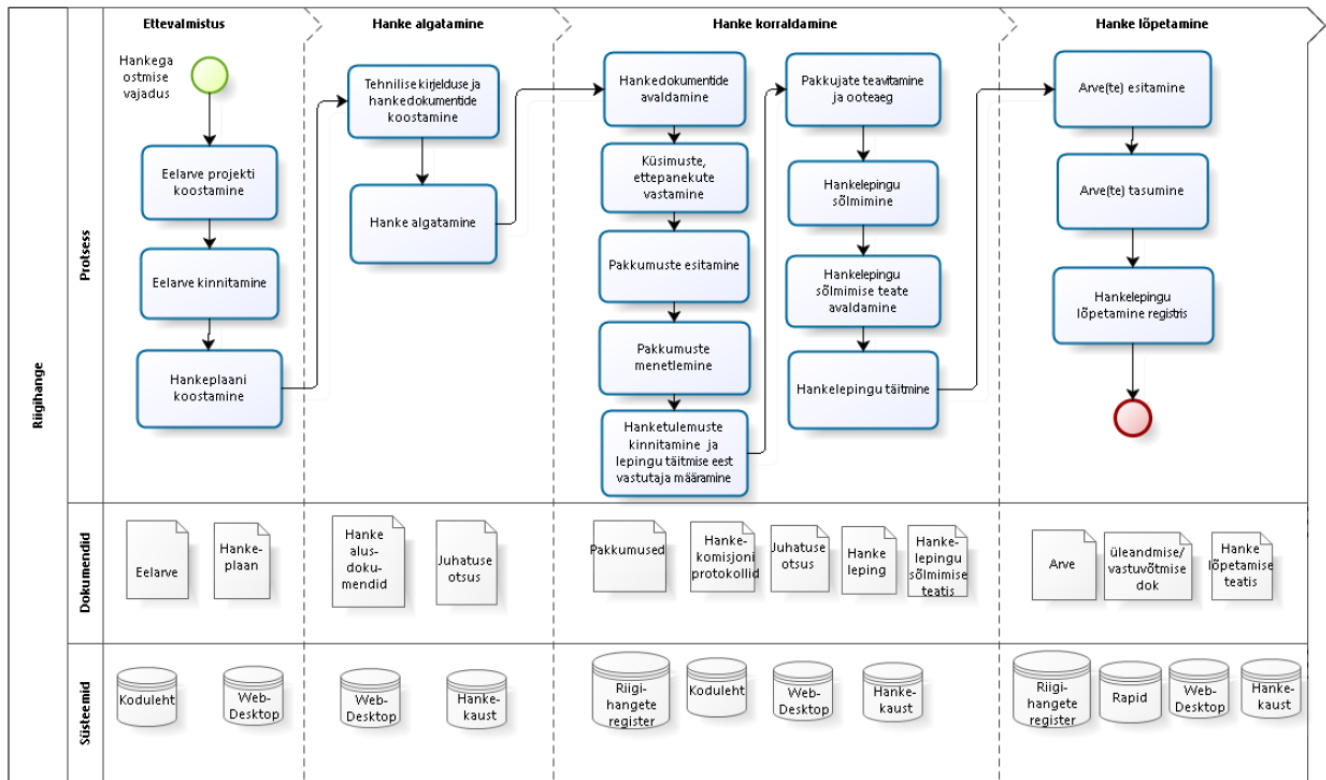 Ettevalmistus
Hanke algatamine
Hanke korraldamine
Hanke lõpetamine
Riigihange
Protsess
Hankega
ostmise
vajadus
Eelarve projekti
koostamine
Eelarve kinnitamine
Hankeplaani
koostamine
Tehnilise kirjelduse ja
hankedokumentide
koostamine
Hanke algatamine
Hankedokumentide
avaldamine
Küsimuste,
ettepanekute
vastamine
Pakkumuste esitamine
Pakkumuste
menetlemine
Hanketulemuste
kinnitamine ja
lepingu täitmise eest
vastutaja määramine
Pakkujate teavitamine
ja ooteaeg
Hankelepingu
sõlmimine
Hankelepingu
sõlmimise teate
avaldamine
Hankelepingu täitmine
Arve(te) esitamine
Arve(te) tasumine
Hankelepingu
lõpetamine registris
Dokumendid
Eelarve
Hanke-
plaan
Hanke
alus-
doku-
mendid
Juhatuse
otsus
Pakkumused
Hanke-
komisjoni
protokollid
Juhatuse
otsus
Hanke
leping
Hanke-
lepingu
sõlmimise
teatis
Arve
üleandmise/
vastuvõtmise
dok
Hanke
lõpetamise
teatis
Süsteemid
Koduleht
Web-
Desktop
Web-
Desktop
Hanke-
kaust
Riigi-
hangete
register
Koduleht
Web-
Desktop
Hanke-
kaust
Riigi-
hangete
register
Rapid
Web-
Desktop
Hanke-
kaust